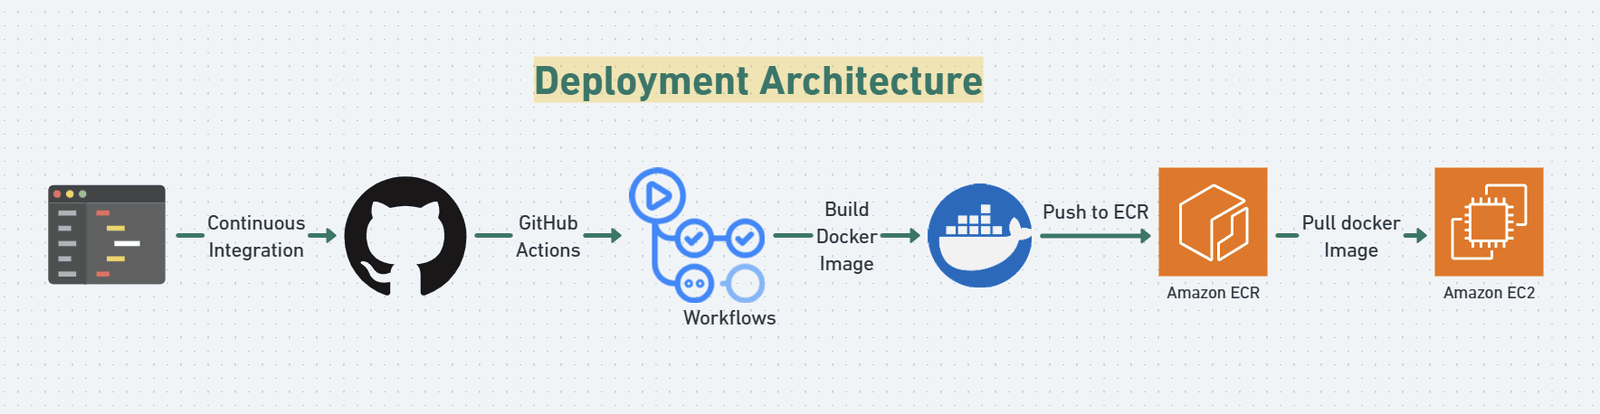 Deployment Architecture
Continuous
Integration
GitHub
Actions
Workflows
Build
Docker
Image
Push to ECR
Amazon ECR
Pull docker
Image
Amazon EC2